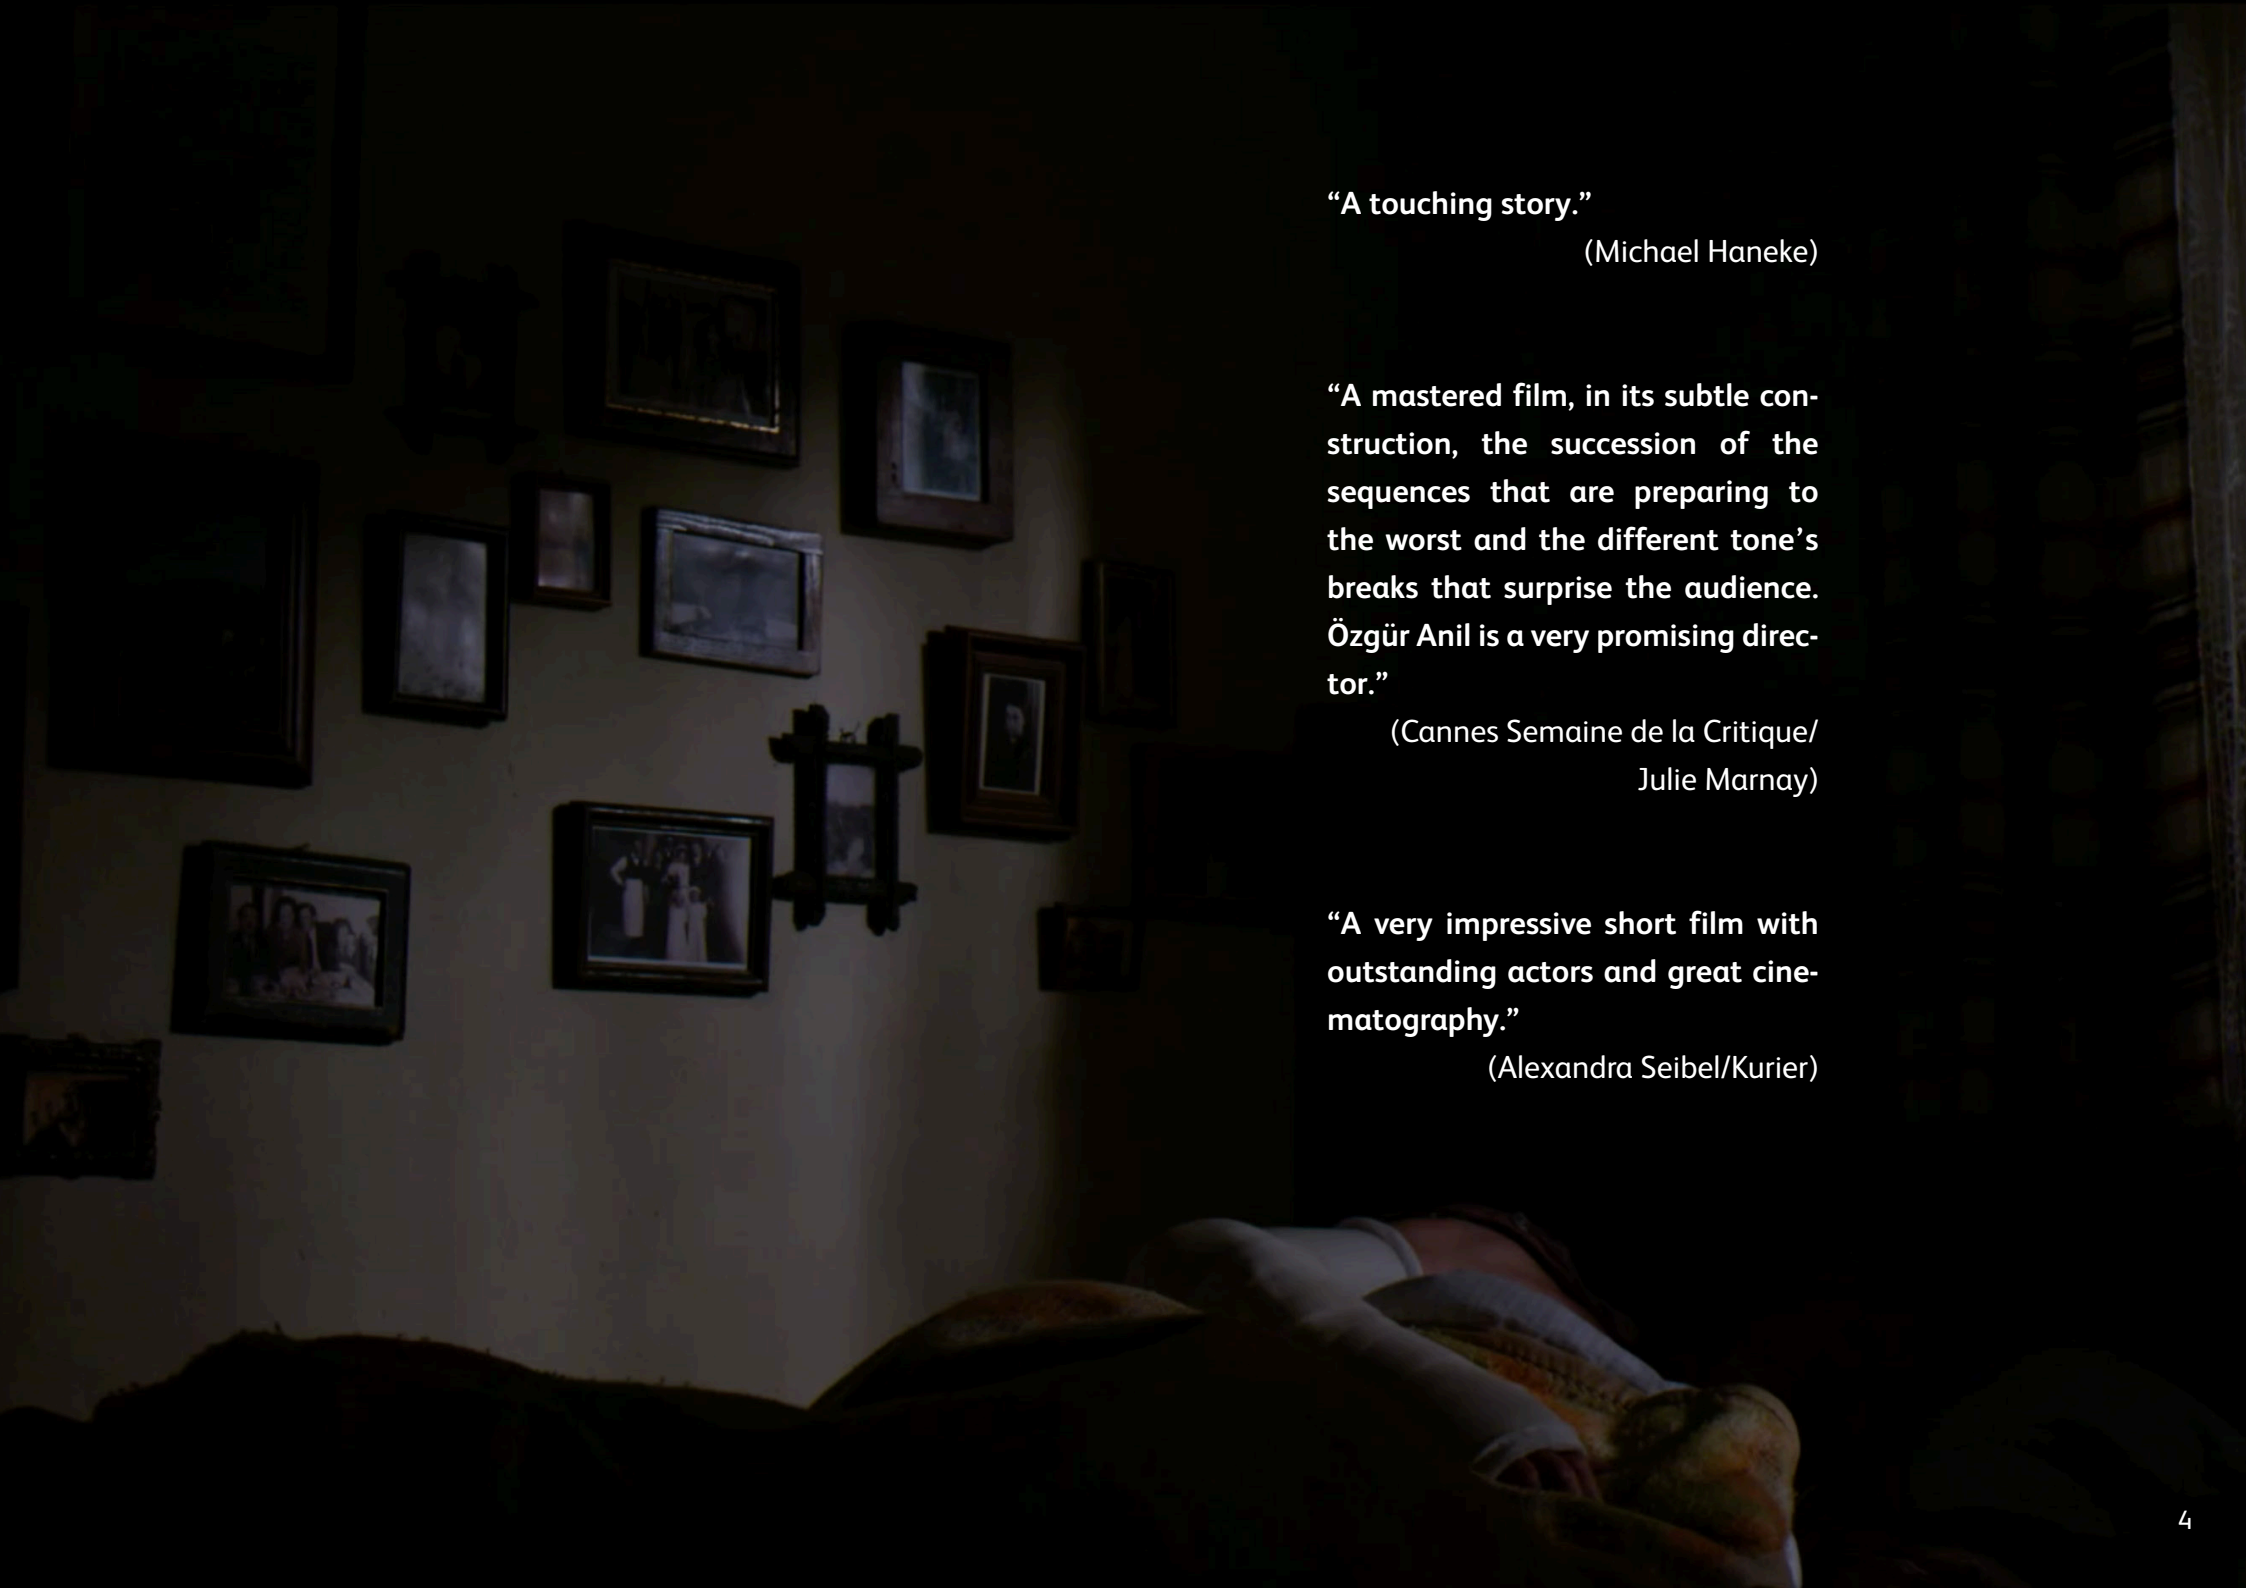 “A touching story.”
(Michael Haneke)
“A mastered film, in its subtle con-
struction, the succession of the
sequences that are preparing to
the worst and the different tone’s
breaks that surprise the audience.
Özgür Anil is a very promising direc-
tor.”
(Cannes Semaine de la Critique/
Julie Marnay)
“A very impressive short film with
outstanding actors and great cine-
matography.”
(Alexandra Seibel/Kurier)
4